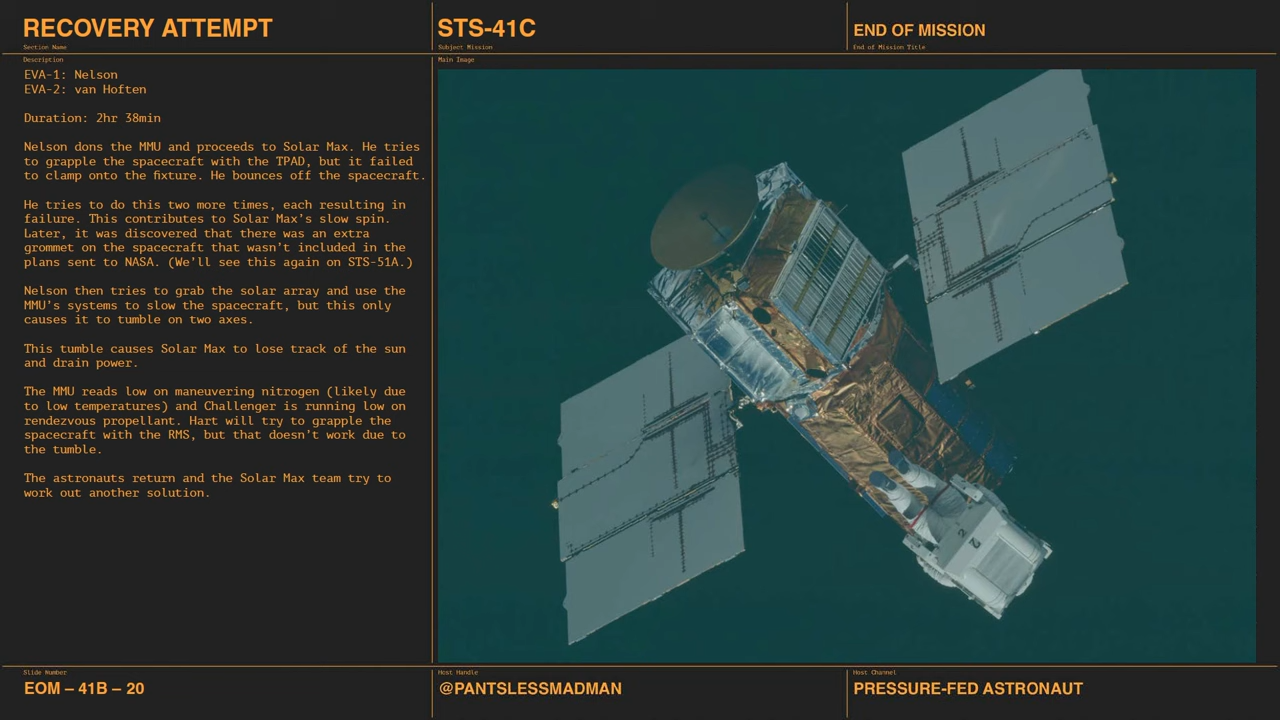 RECOVERY ATTEMPT
Section Name
STS-41C
Subject Mission
END OF MISSION
End of Mission Title
Description
EVA-1: Nelson
EVA-2: van Hoften
Duration: 2hr 38min
Nelson dons the MMU and proceeds to Solar Max. He tries
to grapple the spacecraft with the TPAD, but it failed
to clamp onto the fixture. He bounces off the spacecraft.
He tries to do this two more times, each resulting in
failure. This contributes to Solar Max's slow spin.
Later, it was discovered that there was an extra
grommet on the spacecraft that wasn't included in the
plans sent to NASA. (We'll see this again on STS-51A.)
Nelson then tries to grab the solar array and use the
MMU's systems to slow the spacecraft, but this only
causes it to tumble on two axes.
This tumble causes Solar Max to lose track of the sun
and drain power.
The MMU reads low on maneuvering nitrogen (likely due
to low temperatures) and Challenger is running low on
rendezvous propellant. Hart will try to grapple the
spacecraft with the RMS, but that doesn't work due to
the tumble.
The astronauts return and the Solar Max team try to
work out another solution.
Main Image
2
2
Slide Number
EOM – 41B – 20
Host Handle
@PANTSLESSMADMAN
Host Channel
PRESSURE-FED ASTRONAUT